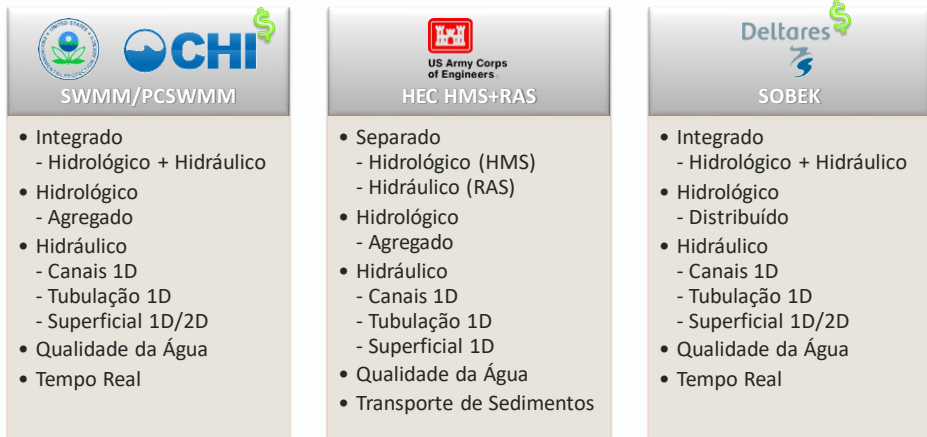 CHI
$
SWMM/PCSWMM
• Integrado
- Hidrológico + Hidráulico
• Hidrológico
- Agregado
• Hidráulico
- Canais 1D
- Tubulação 1D
- Superficial 1D/2D
• Qualidade da Água
• Tempo Real
US Army Corps
of Engineers.
HEC HMS+RAS
• Separado
- Hidrológico (HMS)
- Hidráulico (RAS)
• Hidrológico
- Agregado
• Hidráulico
- Canais 1D
- Tubulação 1D
- Superficial 1D
• Qualidade da Água
• Transporte de Sedimentos
Deltares
$
SOBEK
• Integrado
- Hidrológico + Hidráulico
• Hidrológico
- Distribuído
• Hidráulico
- Canais 1D
- Tubulação 1D
- Superficial 1D/2D
• Qualidade da Água
• Tempo Real